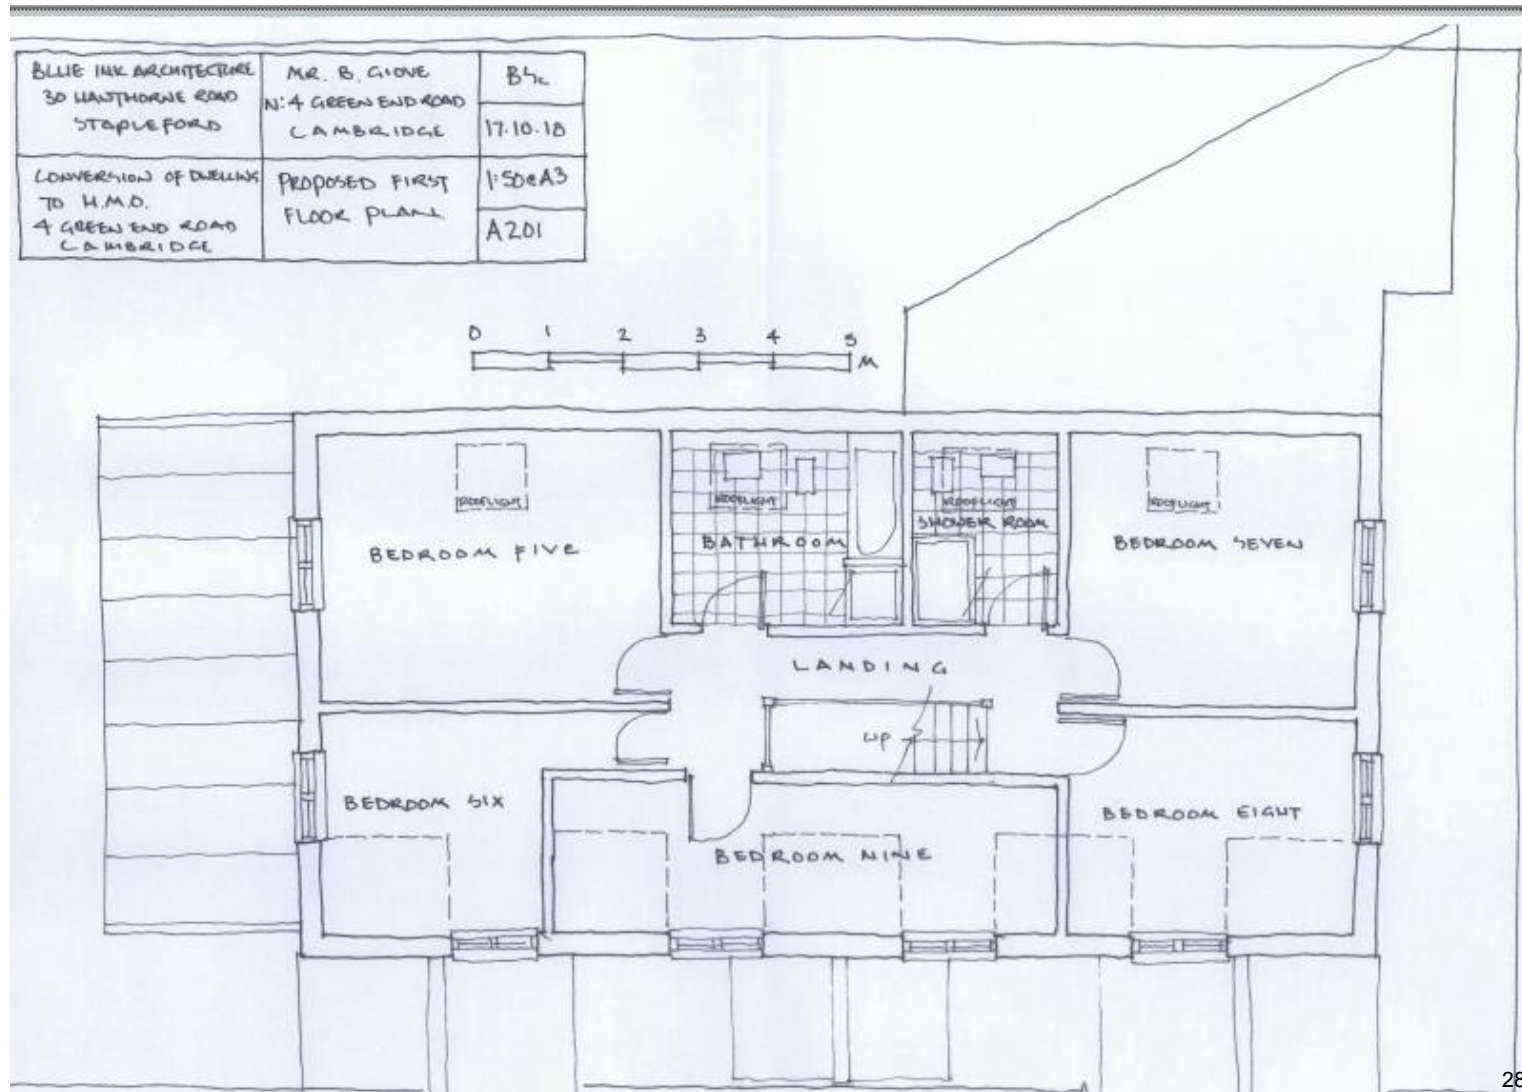 BLUE INK ARCHITECTURE
30 HAWTHORNE ROAD
STAPLEFORD
MR. B. GIOVE
Nº 4 GREEN END ROAD
CAMBRIDGE
17.10.18
CONVERSION OF DWELLING
TO H.M.O.
4 GREEN END ROAD
CAMBRIDGE
PROPOSED FIRST
FLOOR PLAN
1:50@A3
A201
0 1 2 3 4 5 M
ROOFLIGHT
ROOFLIGHT
ROOFLIGHT
ROOFLIGHT
SHOWER ROOM
BEDROOM FIVE
BATHROOM
BEDROOM SEVEN
LANDING
UP
BEDROOM SIX
BEDROOM EIGHT
BEDROOM NINE
28